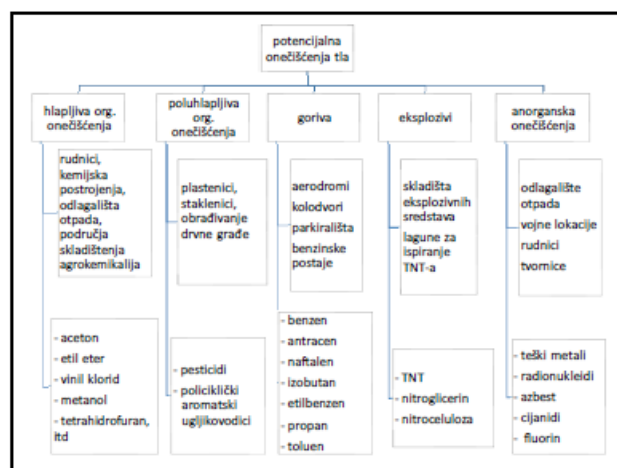 potencijalna
onečišćenja tla
hlapljiva org.
onečišćenja
poluhlapljiva
org.
onečišćenja
goriva
eksplozivi
anorganska
onečišćenja
rudnici,
kemijska
postrojenja,
odlagališta
otpada,
područja
skladištenja
agrokemikalija
plastenici,
staklenici,
obrađivanje
drvne građe
aerodromi
kolodvori
parkirališta
benzinske
postaje
skladišta
eksplozivnih
sredstava
lagune za
ispiranje
TNT-a
odlagalište
otpada
vojne lokacije
rudnici
tvornice
- aceton
- etil eter
- vinil klorid
- metanol
- tetrahidrofuran,
itd
- pesticidi
- policiklički
aromatski
ugljikovodici
- benzen
- antracen
- naftalen
- izobutan
- etilbenzen
- propan
- toluen
- TNT
- nitroglicerin
- nitroceluloza
- teški metali
- radionukleidi
- azbest
- cijanidi
- fluorin